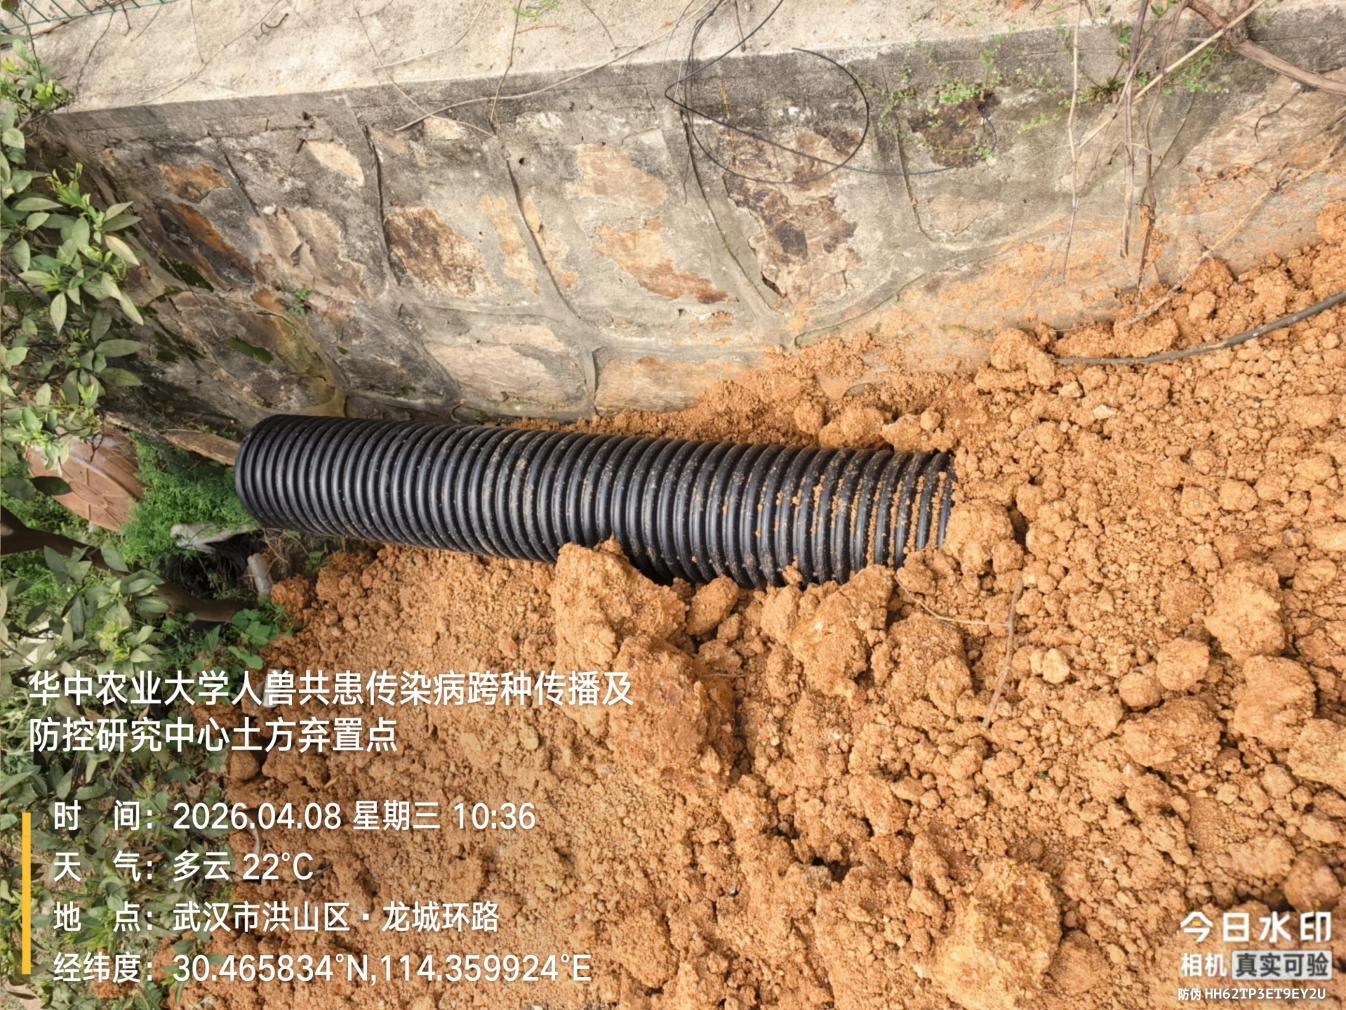 华中农业大学人兽共患传染病跨种传播及
防控研究中心土方弃置点
时 间：2026.04.08 星期三 10:36
天 气：多云 22℃
地 点：武汉市洪山区·龙城环路
经纬度：30.465834°N,114.359924°E
今日水印
相机 真实可验
防伪 HH62TP3ET9EY2U